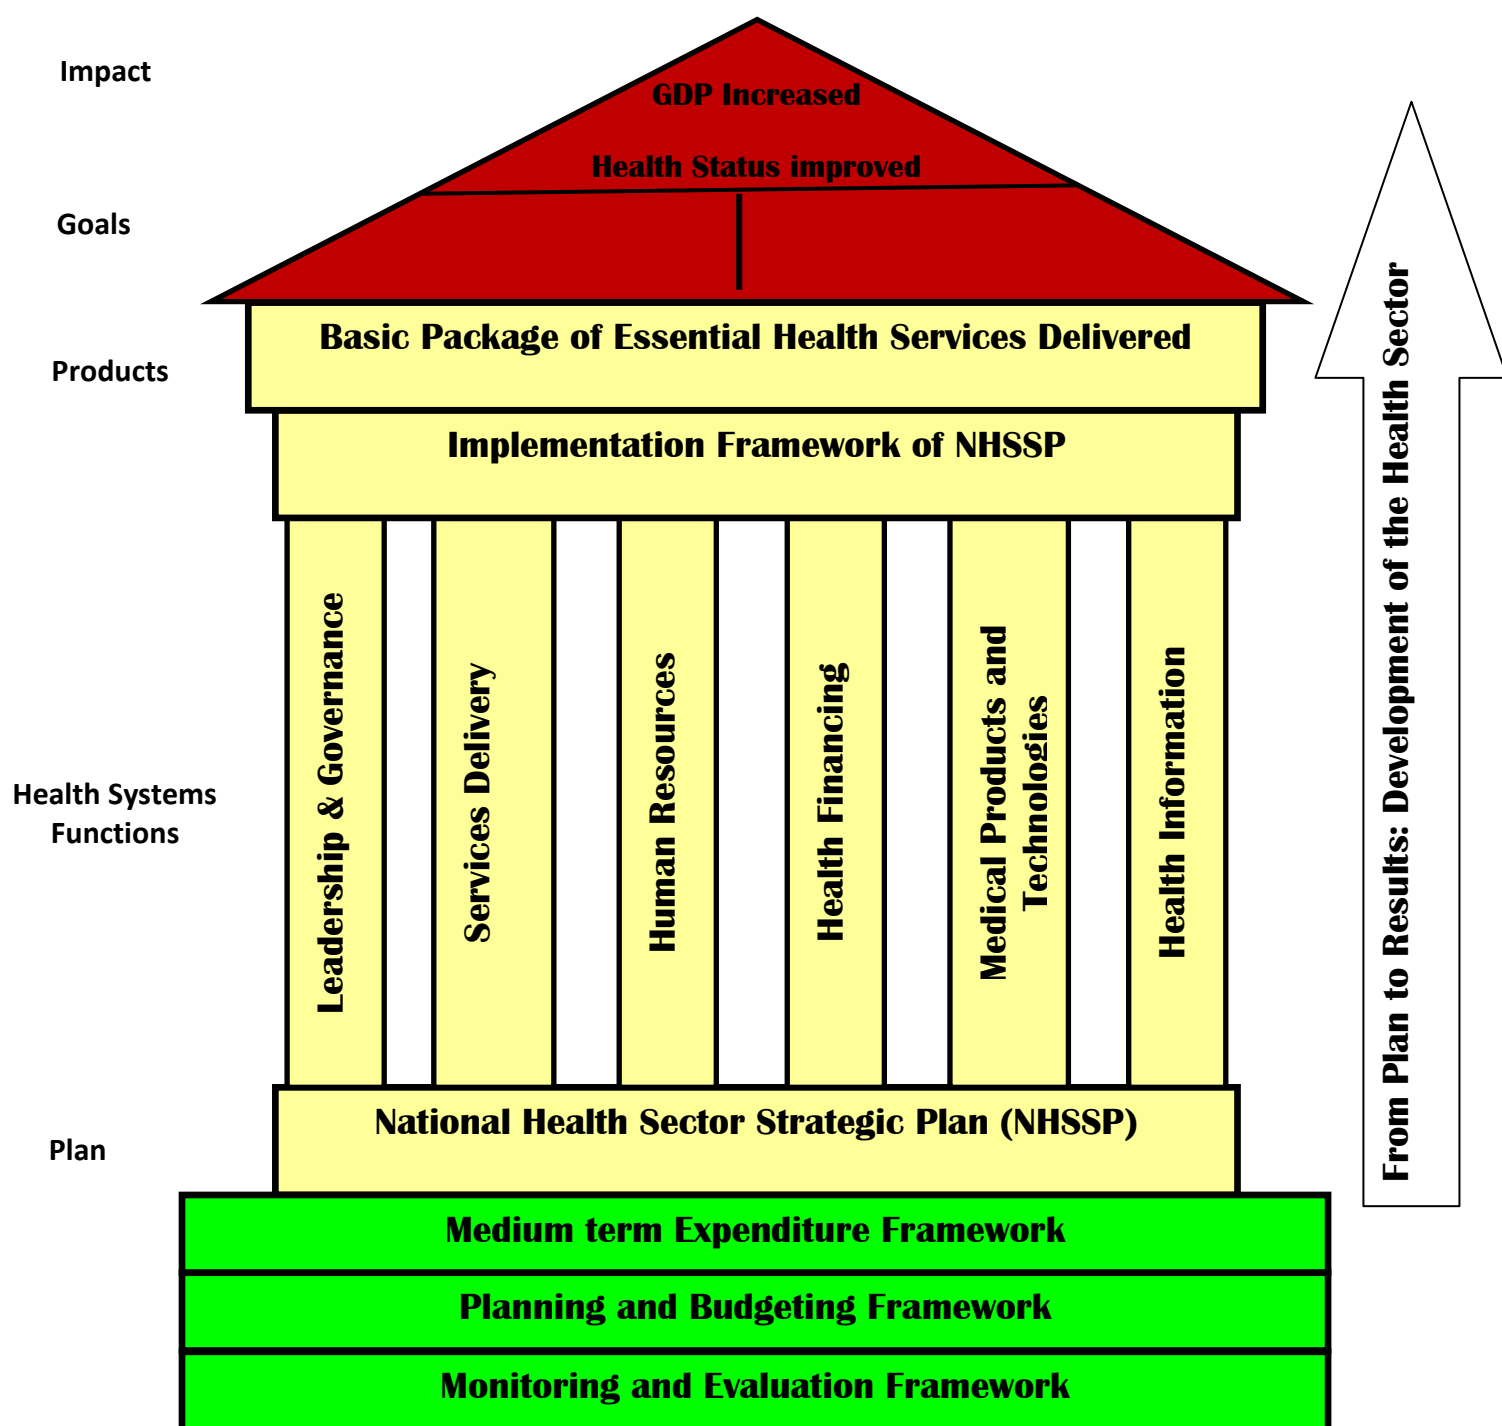 Impact
GDP Increased
Health Status improved
Goals
Basic Package of Essential Health Services Delivered
Products
Implementation Framework of NHSSP
Health Systems
Functions
Leadership & Governance
Services Delivery
Human Resources
Health Financing
Medical Products and
Technologies
Health Information
Plan
National Health Sector Strategic Plan (NHSSP)
Medium term Expenditure Framework
Planning and Budgeting Framework
Monitoring and Evaluation Framework
From Plan to Results: Development of the Health Sector